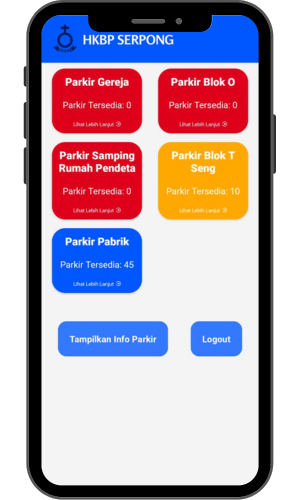 HKBP SERPONG
Parkir Gereja
Parkir Tersedia: 0
Lihat Lebih Lanjut
Parkir Blok O
Parkir Tersedia: 0
Lihat Lebih Lanjut
Parkir Samping
Rumah Pendeta
Parkir Tersedia: 0
Lihat Lebih Lanjut
Parkir Blok T
Seng
Parkir Tersedia: 10
Lihat Lebih Lanjut
Parkir Pabrik
Parkir Tersedia: 45
Lihat Lebih Lanjut
Tampilkan Info Parkir
Logout